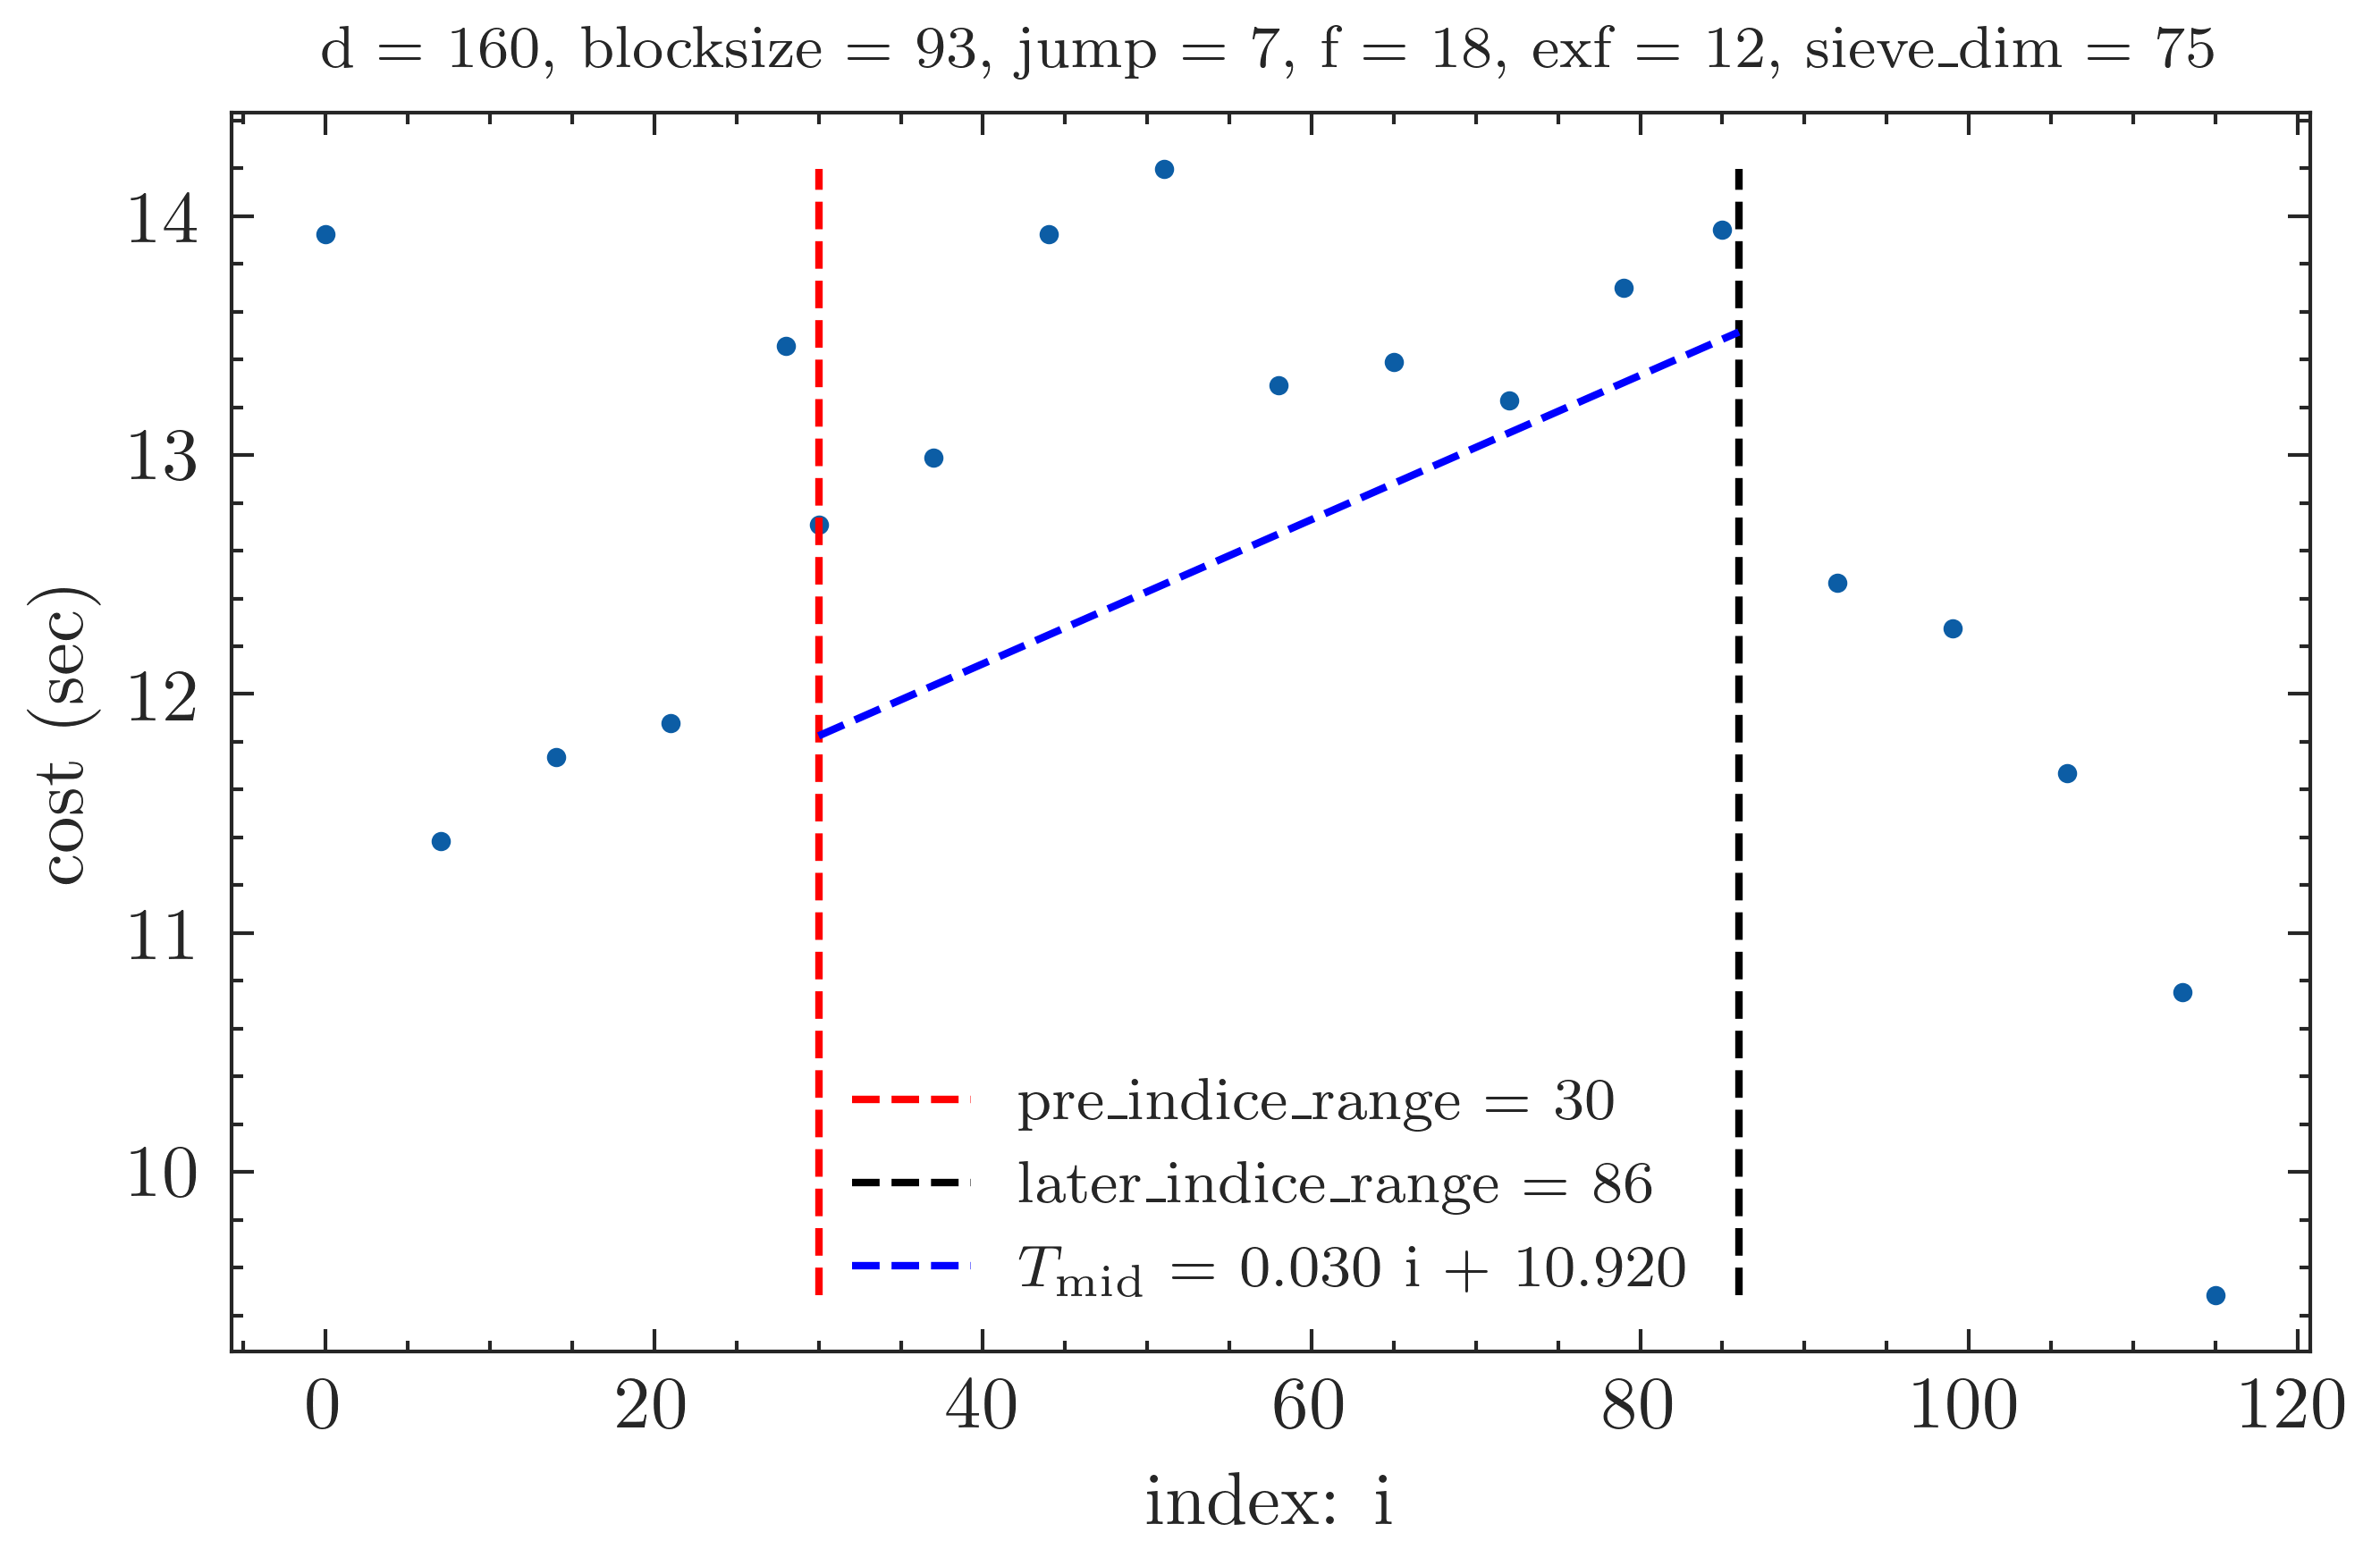 d = 160, blocksize = 93, jump = 7, f = 18, exf = 12, sieve_dim = 75
14
13
12
11
10
cost (sec)
pre_indice_range = 30
later_indice_range = 86
T_mid = 0.030 i + 10.920
0 20 40 60 80 100 120
index: i